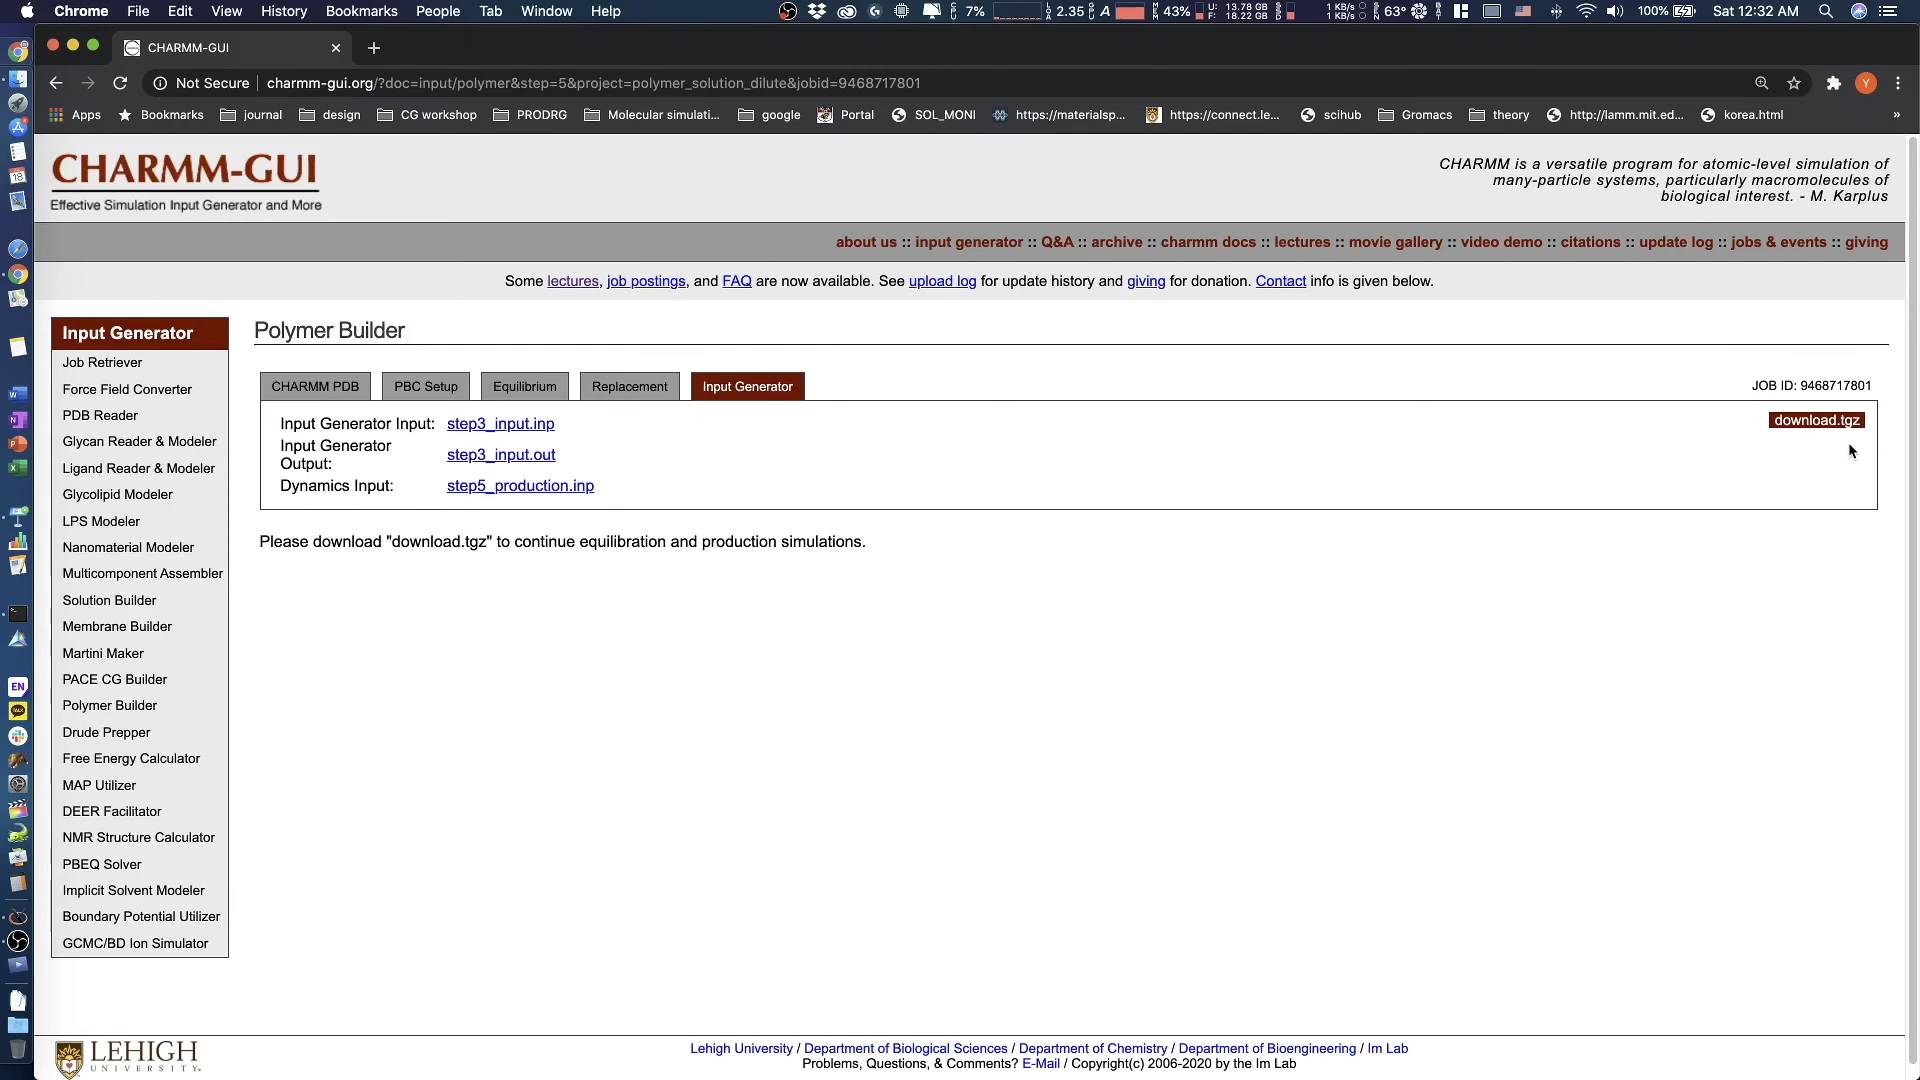 Chrome File Edit View History Bookmarks People Tab Window Help 7% 2.35 A 43% U: 13.78 GB F: 18.22 GB 1 KB/s 1 KB/s 63° 100% Sat 12:32 AM
CHARMM-GUI
Not Secure charmm-gui.org/?doc=input/polymer&step=5&project=polymer_solution_dilute&jobid=9468717801 Y
Apps Bookmarks journal design CG workshop PRODRG Molecular simulati... google Portal SOL_MONI https://materialsp... https://connect.le... scihub Gromacs theory http://lamm.mit.ed... korea.html »
CHARMM-GUI
Effective Simulation Input Generator and More
CHARMM is a versatile program for atomic-level simulation of
many-particle systems, particularly macromolecules of
biological interest. - M. Karplus
about us :: input generator :: Q&A :: archive :: charmm docs :: lectures :: movie gallery :: video demo :: citations :: update log :: jobs & events :: giving
Some lectures, job postings, and FAQ are now available. See upload log for update history and giving for donation. Contact info is given below.
Input Generator
Job Retriever
Force Field Converter
PDB Reader
Glycan Reader & Modeler
Ligand Reader & Modeler
Glycolipid Modeler
LPS Modeler
Nanomaterial Modeler
Multicomponent Assembler
Solution Builder
Membrane Builder
Martini Maker
PACE CG Builder
Polymer Builder
Drude Prepper
Free Energy Calculator
MAP Utilizer
DEER Facilitator
NMR Structure Calculator
PBEQ Solver
Implicit Solvent Modeler
Boundary Potential Utilizer
GCMC/BD Ion Simulator
Polymer Builder
CHARMM PDB PBC Setup Equilibrium Replacement Input Generator JOB ID: 9468717801
Input Generator Input: step3_input.inp download.tgz
Input Generator
Output: step3_input.out
Dynamics Input: step5_production.inp
Please download "download.tgz" to continue equilibration and production simulations.
EN
LEHIGH
UNIVERSITY
Lehigh University / Department of Biological Sciences / Department of Chemistry / Department of Bioengineering / Im Lab
Problems, Questions, & Comments? E-Mail / Copyright(c) 2006-2020 by the Im Lab